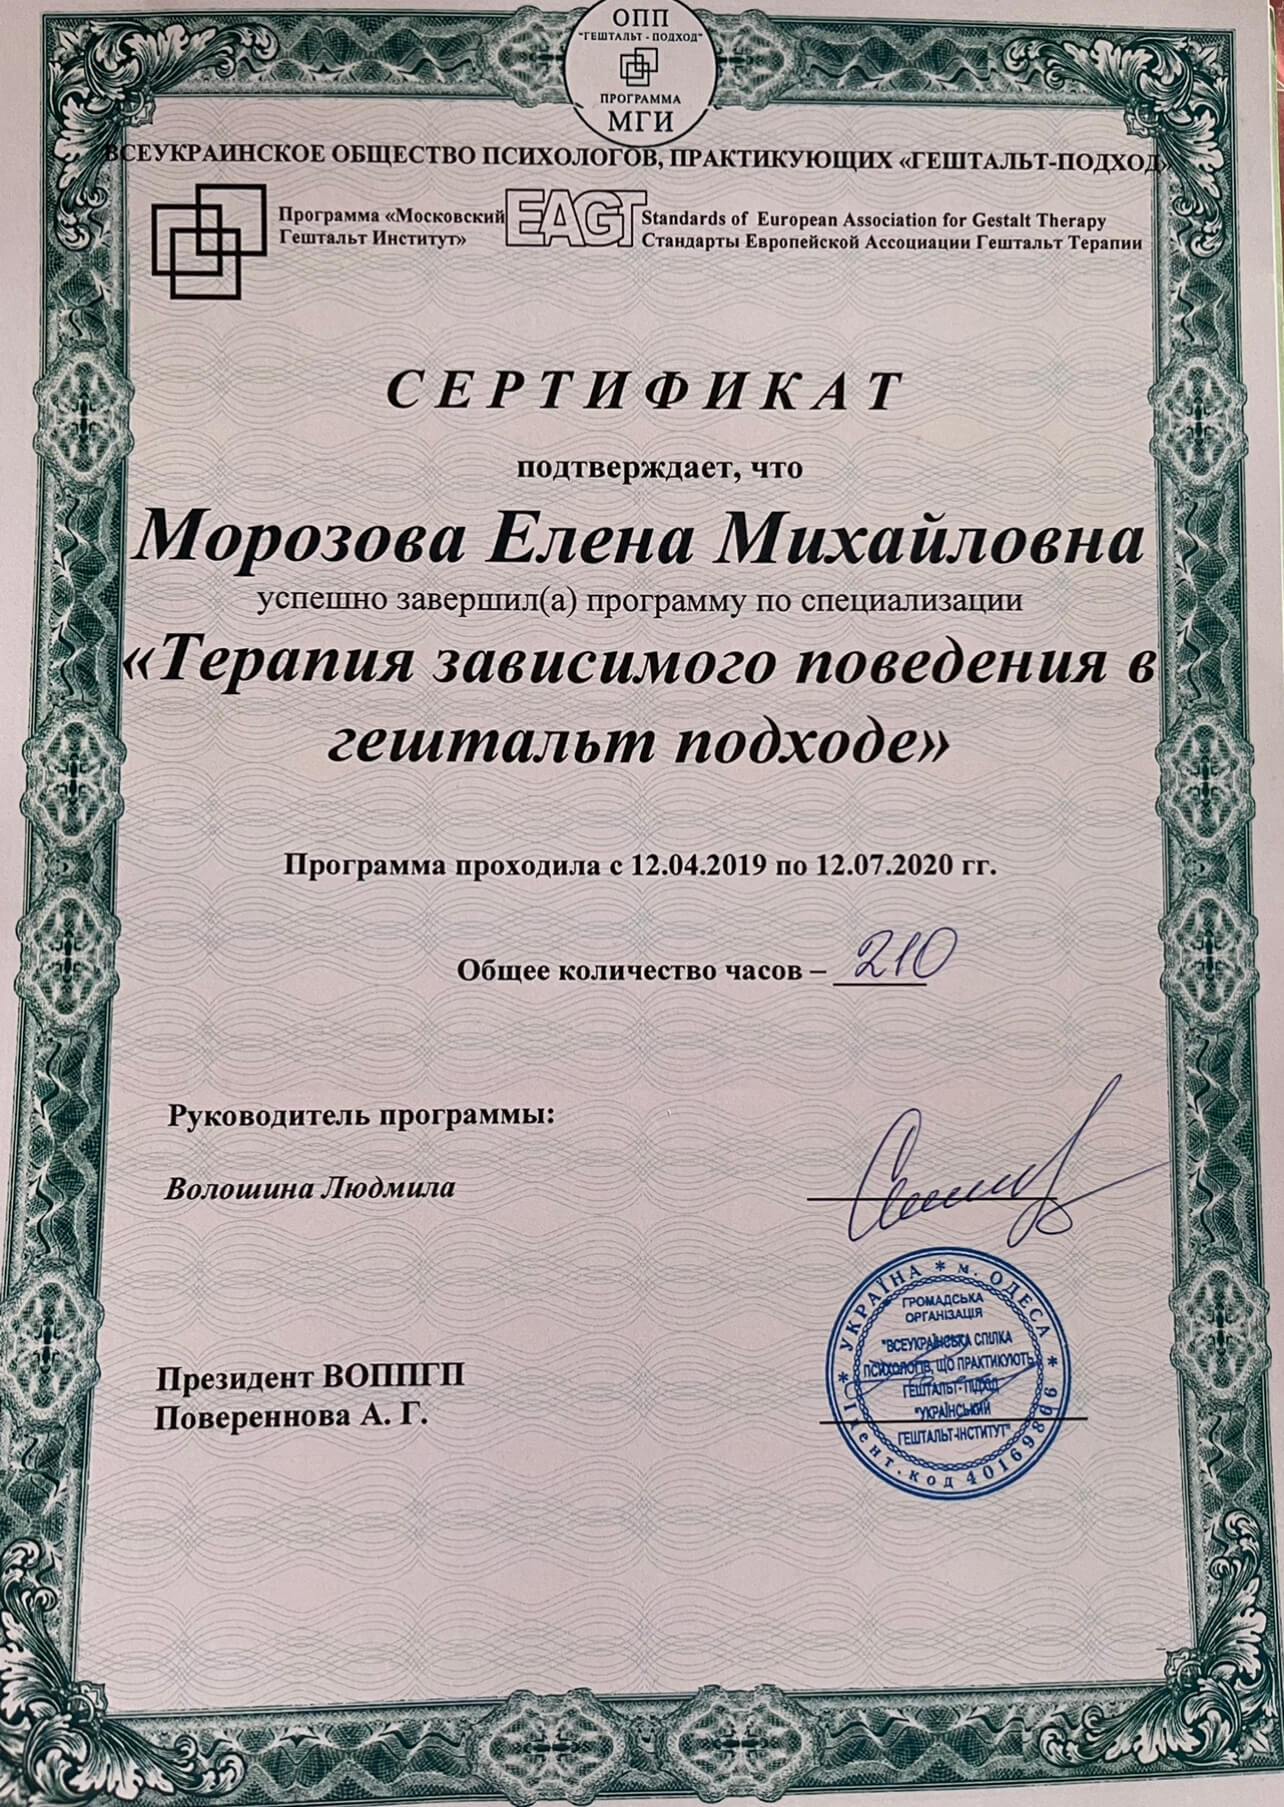 ОПП
"ГЕШТАЛЬТ - ПОДХОД"
ПРОГРАММА
МГИ
ВСЕУКРАИНСКОЕ ОБЩЕСТВО ПСИХОЛОГОВ, ПРАКТИКУЮЩИХ «ГЕШТАЛЬТ-ПОДХОД»
Программа «Московский
Гештальт Институт»
EAGT
Standards of European Association for Gestalt Therapy
Стандарты Европейской Ассоциации Гештальт Терапии
СЕРТИФИКАТ
подтверждает, что
Морозова Елена Михайловна
успешно завершил(а) программу по специализации
«Терапия зависимого поведения в
гештальт подходе»
Программа проходила с 12.04.2019 по 12.07.2020 гг.
Общее количество часов – 210
Руководитель программы:
Волошина Людмила
Президент ВОППГП
Повереннова А. Г.
УКРАЇНА * м. ОДЕСА *
ГРОМАДСЬКА
ОРГАНІЗАЦІЯ
"ВСЕУКРАЇНСЬКА СПІЛКА
ПСИХОЛОГІВ, ЩО ПРАКТИКУЮТЬ
ГЕШТАЛЬТ-ПІДХІД
"УКРАЇНСЬКИЙ
ГЕШТАЛЬТ-ІНСТИТУТ"
* Ідент. код 40169806